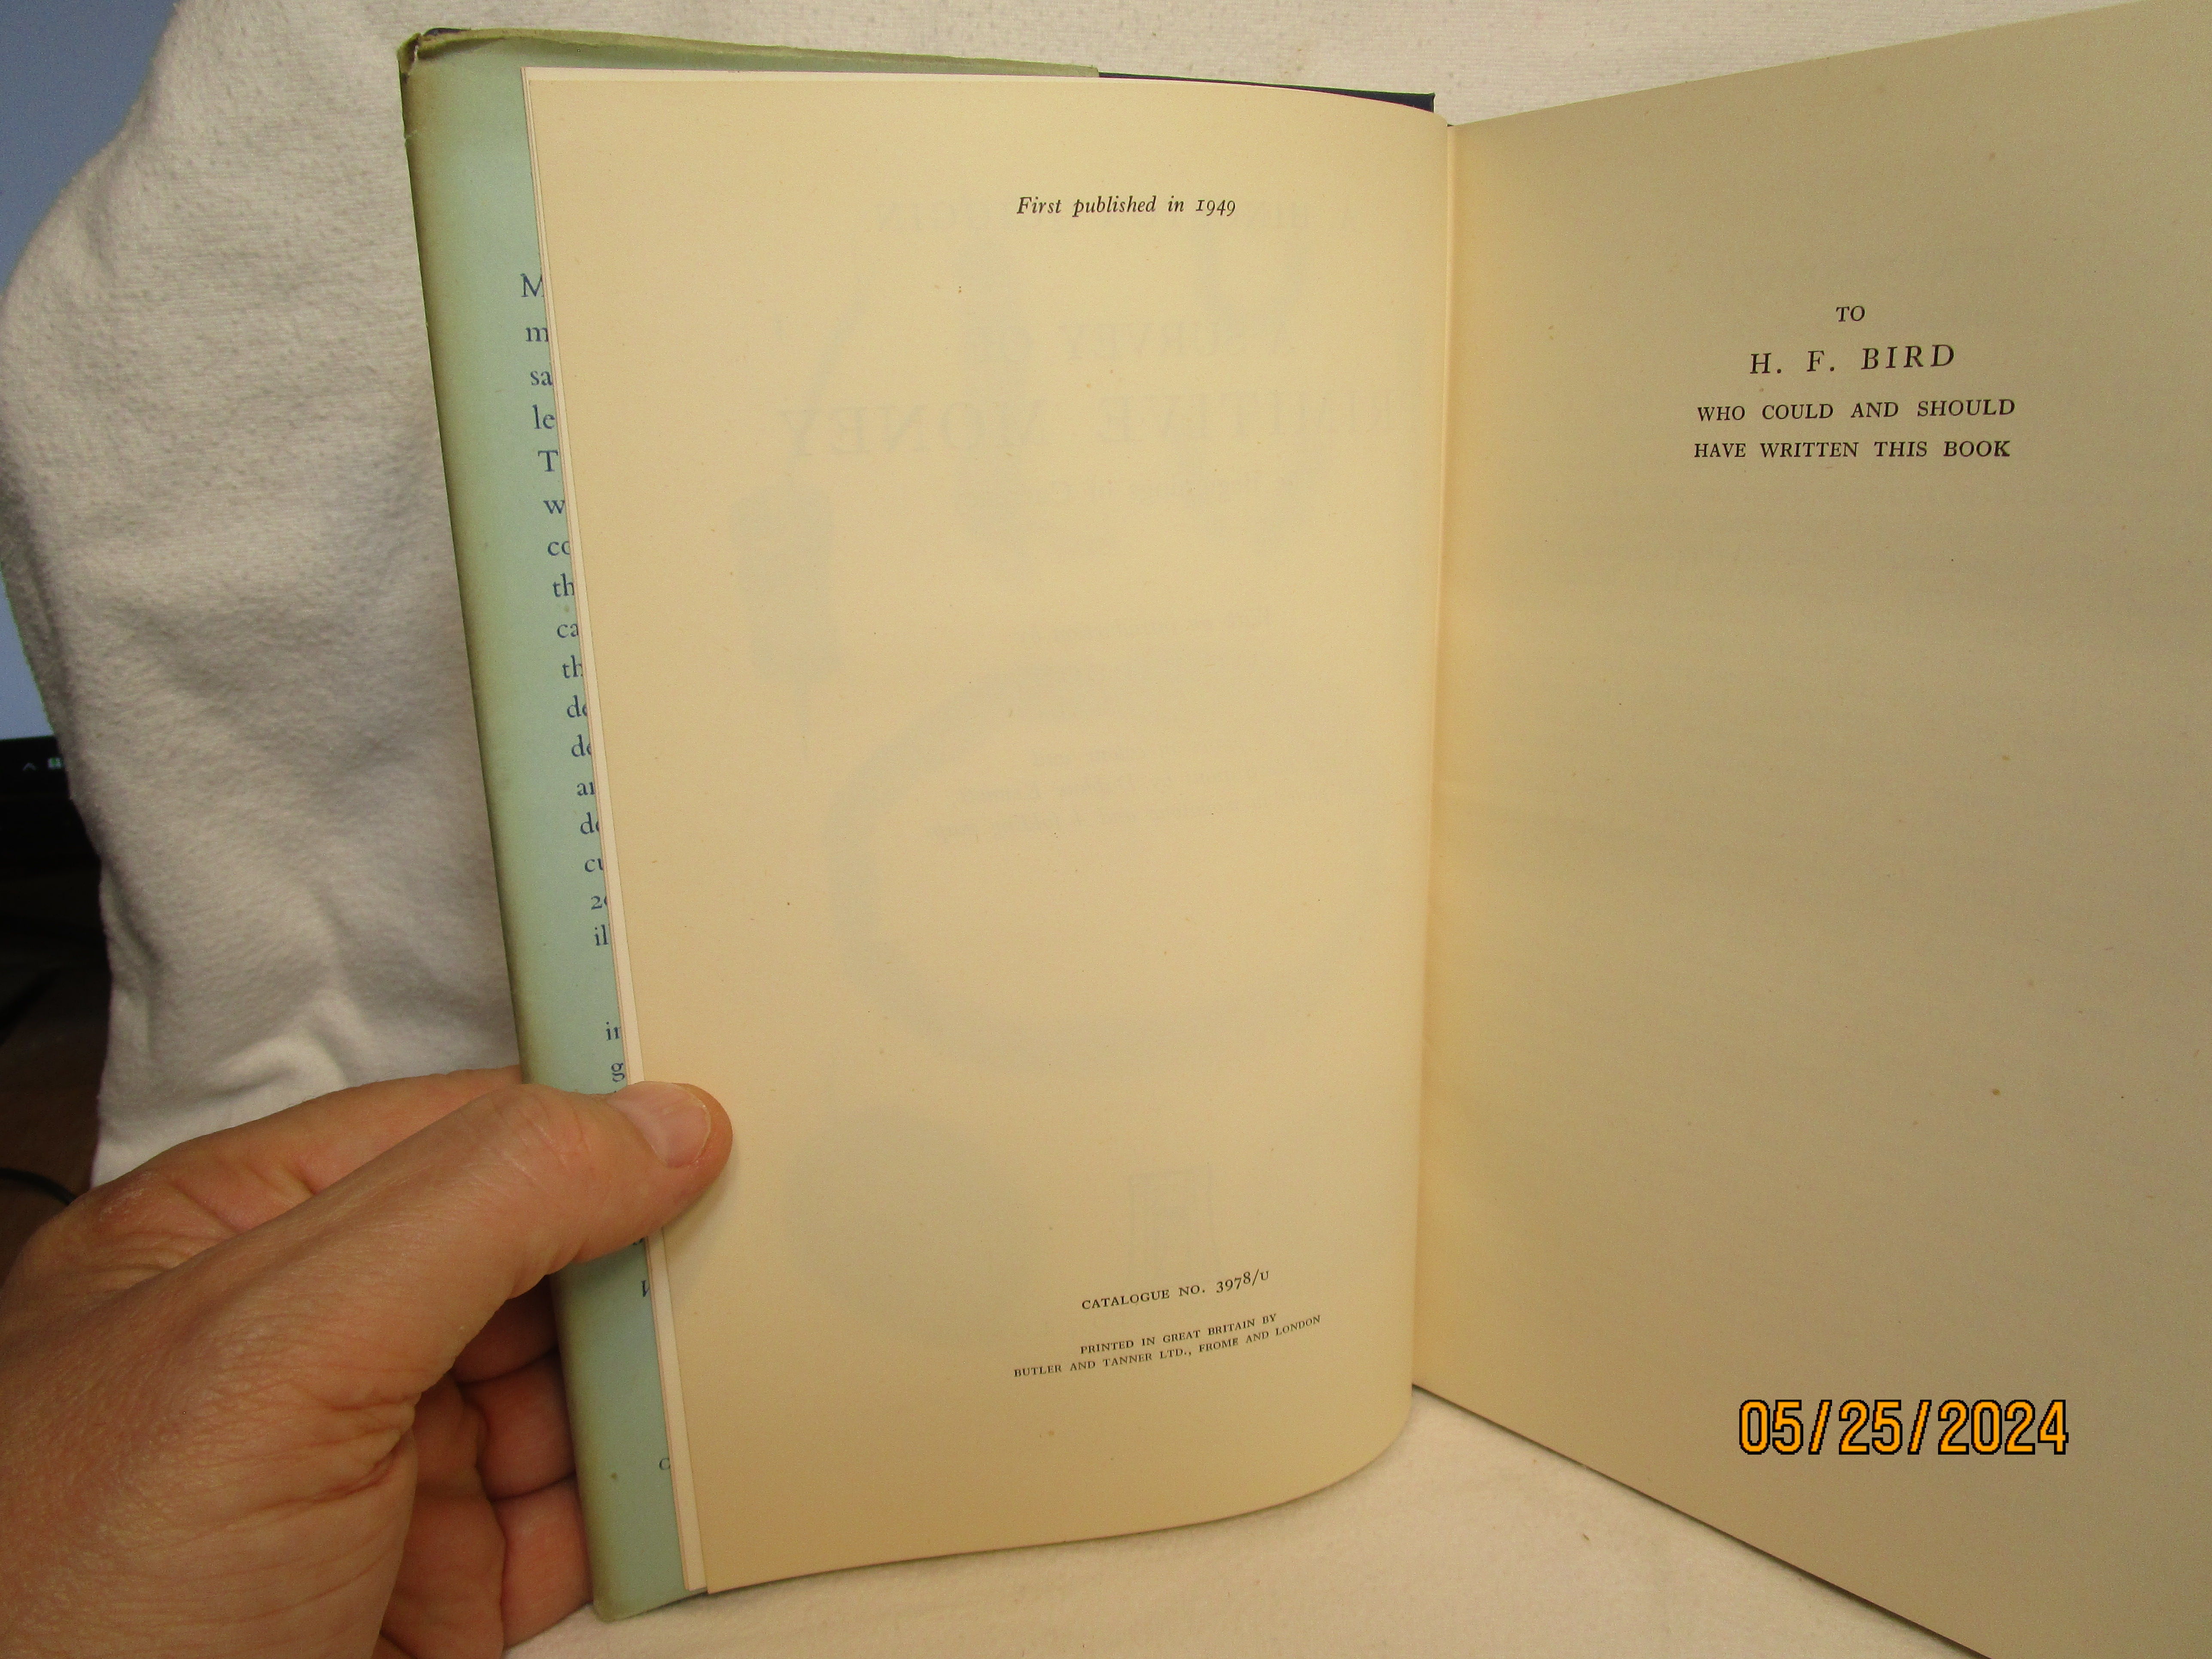 First published in 1949
CATALOGUE NO. 3978/U
PRINTED IN GREAT BRITAIN BY
BUTLER AND TANNER LTD., FROME AND LONDON
TO
H. F. BIRD
WHO COULD AND SHOULD
HAVE WRITTEN THIS BOOK
05/25/2024